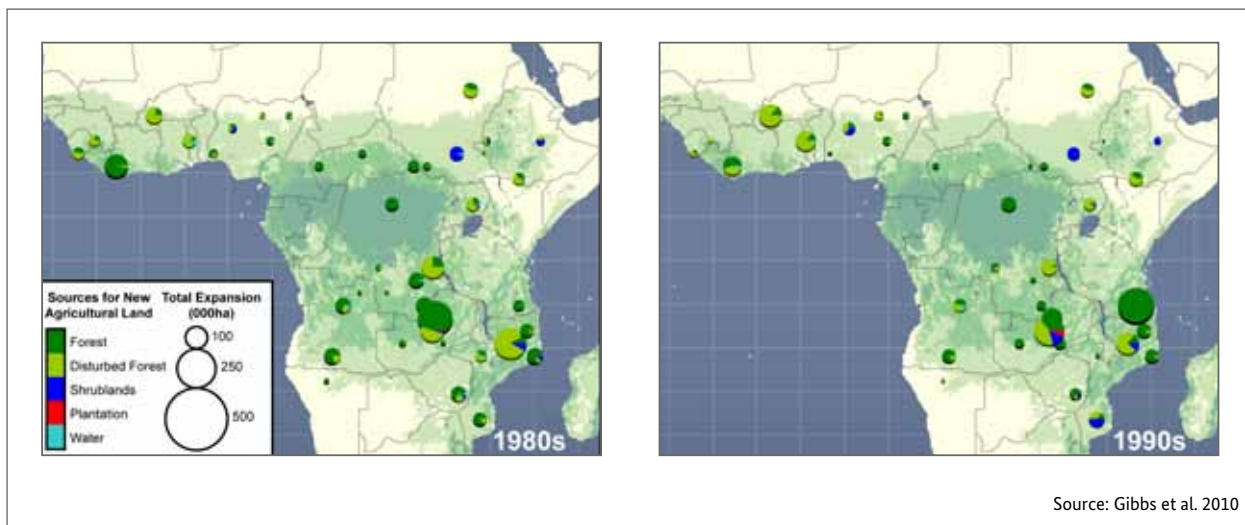 Sources for New
Agricultural Land
Forest
Disturbed Forest
Shrublands
Plantation
Water
Total Expansion
(000ha)
100
250
500
1980s
1990s
Source: Gibbs et al. 2010